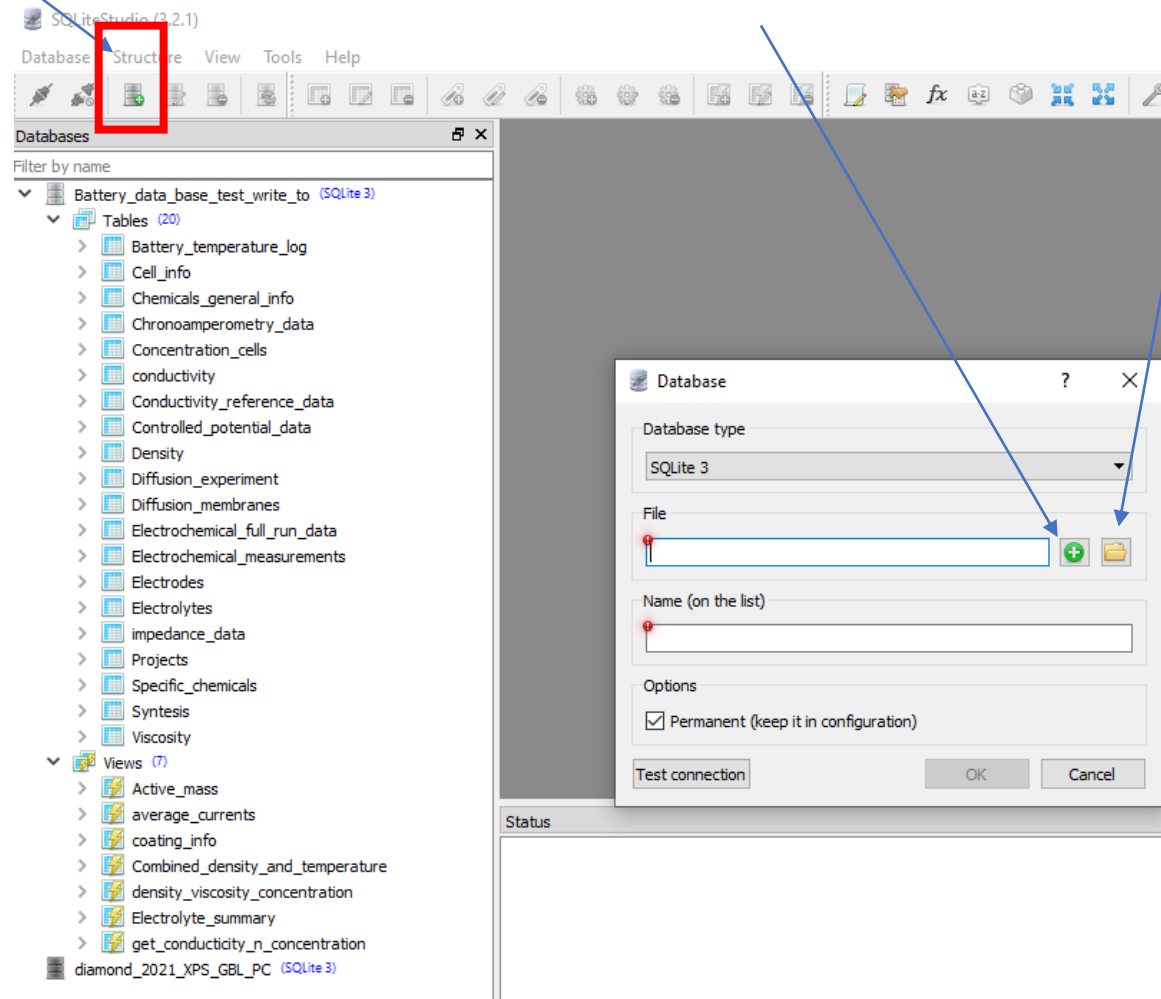 SQLiteStudio (3.2.1)
Database Structure View Tools Help
fx a-z
Databases
Filter by name
Battery_data_base_test_write_to (SQLite 3)
Tables (20)
Battery_temperature_log
Cell_info
Chemicals_general_info
Chronoamperometry_data
Concentration_cells
conductivity
Conductivity_reference_data
Controlled_potential_data
Density
Diffusion_experiment
Diffusion_membranes
Electrochemical_full_run_data
Electrochemical_measurements
Electrodes
Electrolytes
impedance_data
Projects
Specific_chemicals
Syntesis
Viscosity
Views (7)
Active_mass
average_currents
coating_info
Combined_density_and_temperature
density_viscosity_concentration
Electrolyte_summary
get_conducticity_n_concentration
diamond_2021_XPS_GBL_PC (SQLite 3)
Database ?
Database type
SQLite 3
File
Name (on the list)
Options
Permanent (keep it in configuration)
Test connection OK Cancel
Status